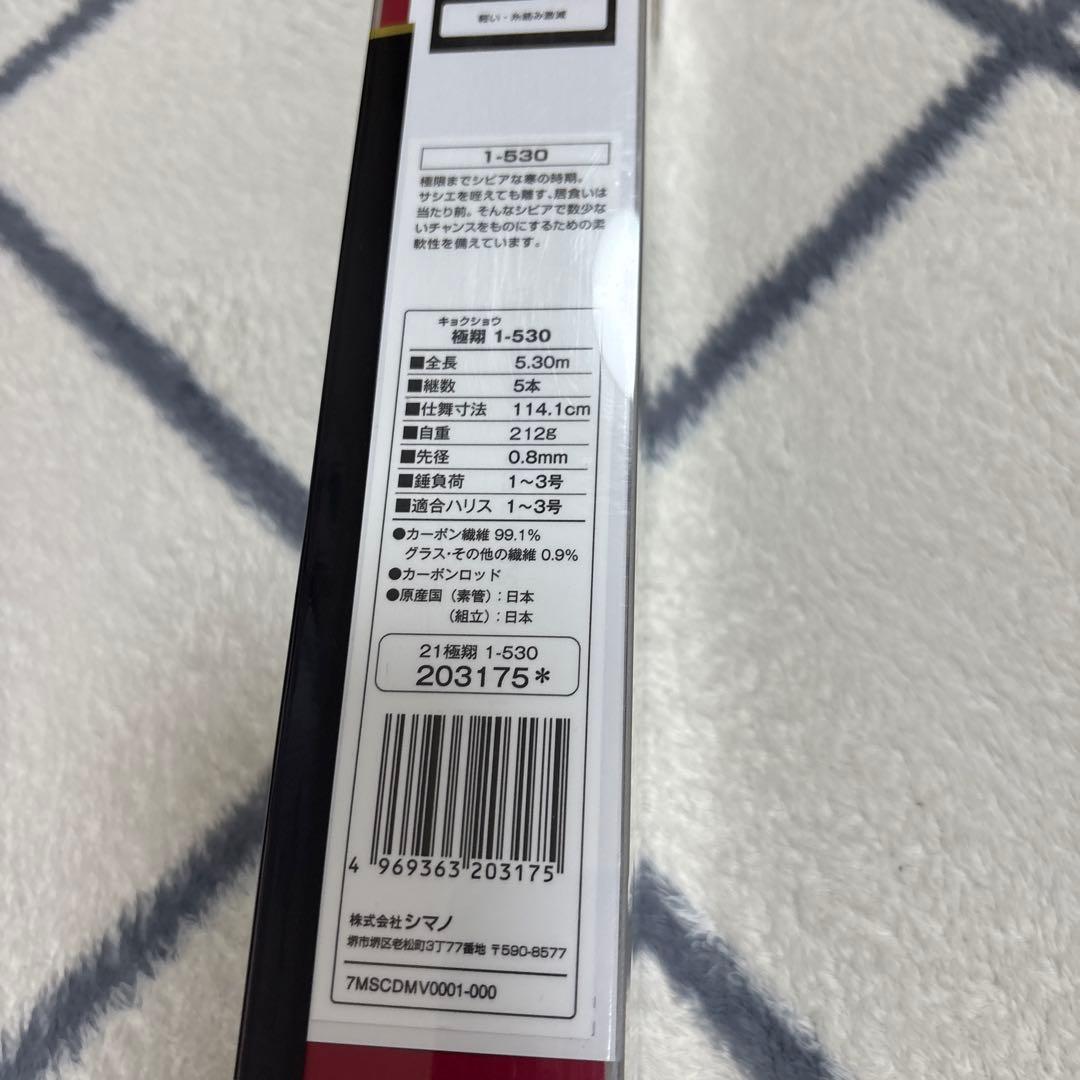 軽い・糸絡み激減
1-530
極限までシビアな寒の時期。
サシエを咥えても離す、居食いは
当たり前。そんなシビアで数少な
いチャンスをものにするための柔
軟性を備えています。
キョクショウ
極翔 1-530
■全長 5.30m
■継数 5本
■仕舞寸法 114.1cm
■自重 212g
■先径 0.8mm
■錘負荷 1〜3号
■適合ハリス 1〜3号
●カーボン繊維 99.1%
グラス・その他の繊維 0.9%
●カーボンロッド
●原産国（素管）：日本
（組立）：日本
21極翔 1-530
203175*
4 969363 203175
株式会社シマノ
堺市堺区老松町3丁77番地 〒590-8577
7MSCDMV0001-000